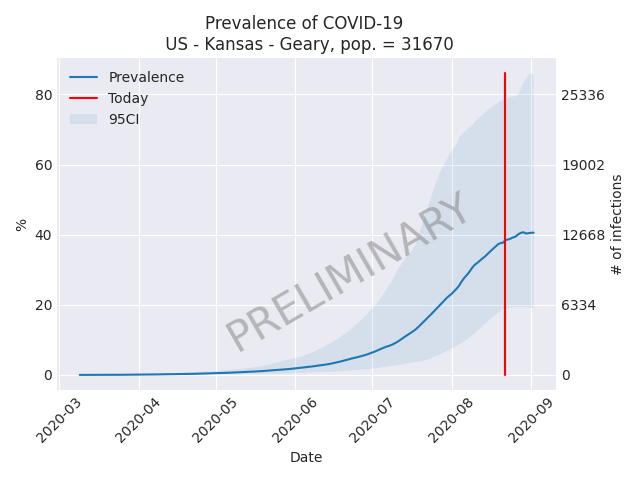 Prevalence of COVID-19
US - Kansas - Geary, pop. = 31670
Prevalence
Today
95CI
80
60
40
20
0
%
25336
19002
12668
6334
0
# of infections
PRELIMINARY
2020-03
2020-04
2020-05
2020-06
2020-07
2020-08
2020-09
Date